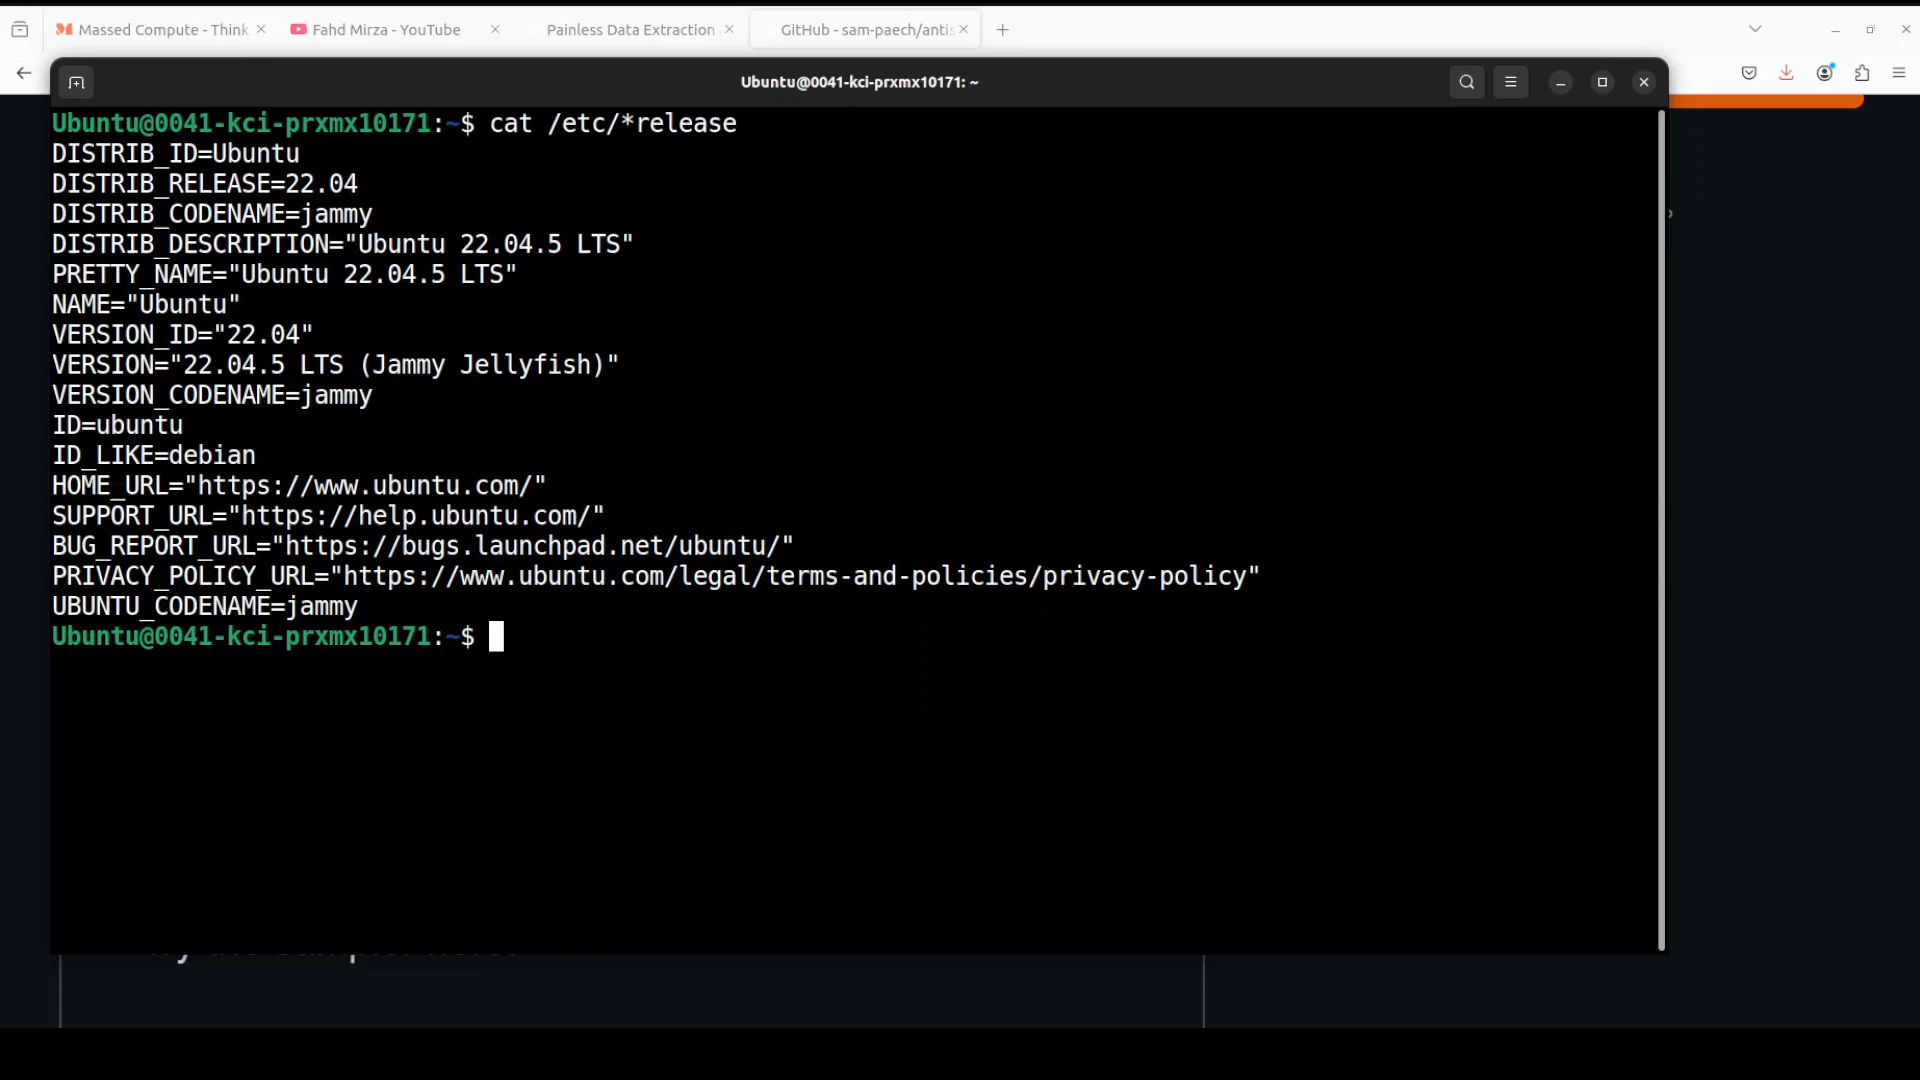 Massed Compute - Think
Fahd Mirza - YouTube
Painless Data Extraction
GitHub - sam-paech/antis
Ubuntu@0041-kci-prxmx10171: ~
Ubuntu@0041-kci-prxmx10171:~$ cat /etc/*release
DISTRIB_ID=Ubuntu
DISTRIB_RELEASE=22.04
DISTRIB_CODENAME=jammy
DISTRIB_DESCRIPTION="Ubuntu 22.04.5 LTS"
PRETTY_NAME="Ubuntu 22.04.5 LTS"
NAME="Ubuntu"
VERSION_ID="22.04"
VERSION="22.04.5 LTS (Jammy Jellyfish)"
VERSION_CODENAME=jammy
ID=ubuntu
ID_LIKE=debian
HOME_URL="https://www.ubuntu.com/"
SUPPORT_URL="https://help.ubuntu.com/"
BUG_REPORT_URL="https://bugs.launchpad.net/ubuntu/"
PRIVACY_POLICY_URL="https://www.ubuntu.com/legal/terms-and-policies/privacy-policy"
UBUNTU_CODENAME=jammy
Ubuntu@0041-kci-prxmx10171:~$